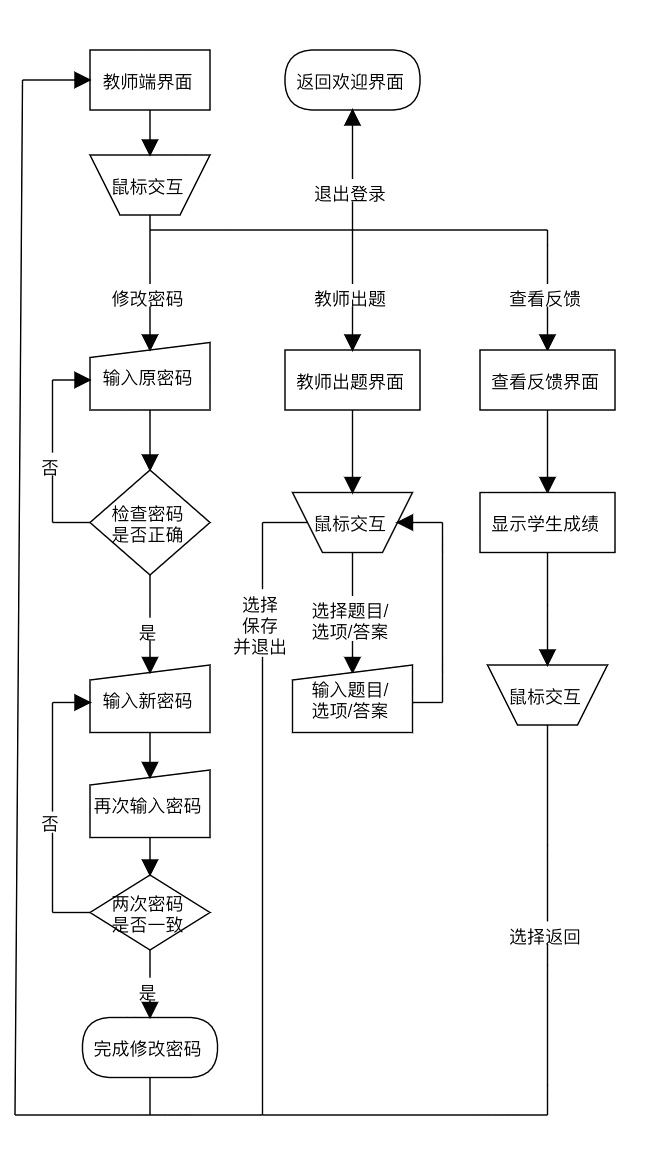 教师端界面
返回欢迎界面
鼠标交互
退出登录
修改密码
教师出题
查看反馈
输入原密码
教师出题界面
查看反馈界面
否
检查密码
是否正确
鼠标交互
显示学生成绩
选择
保存
并退出
选择题目/
选项/答案
是
输入新密码
输入题目/
选项/答案
鼠标交互
再次输入密码
否
两次密码
是否一致
选择返回
是
完成修改密码